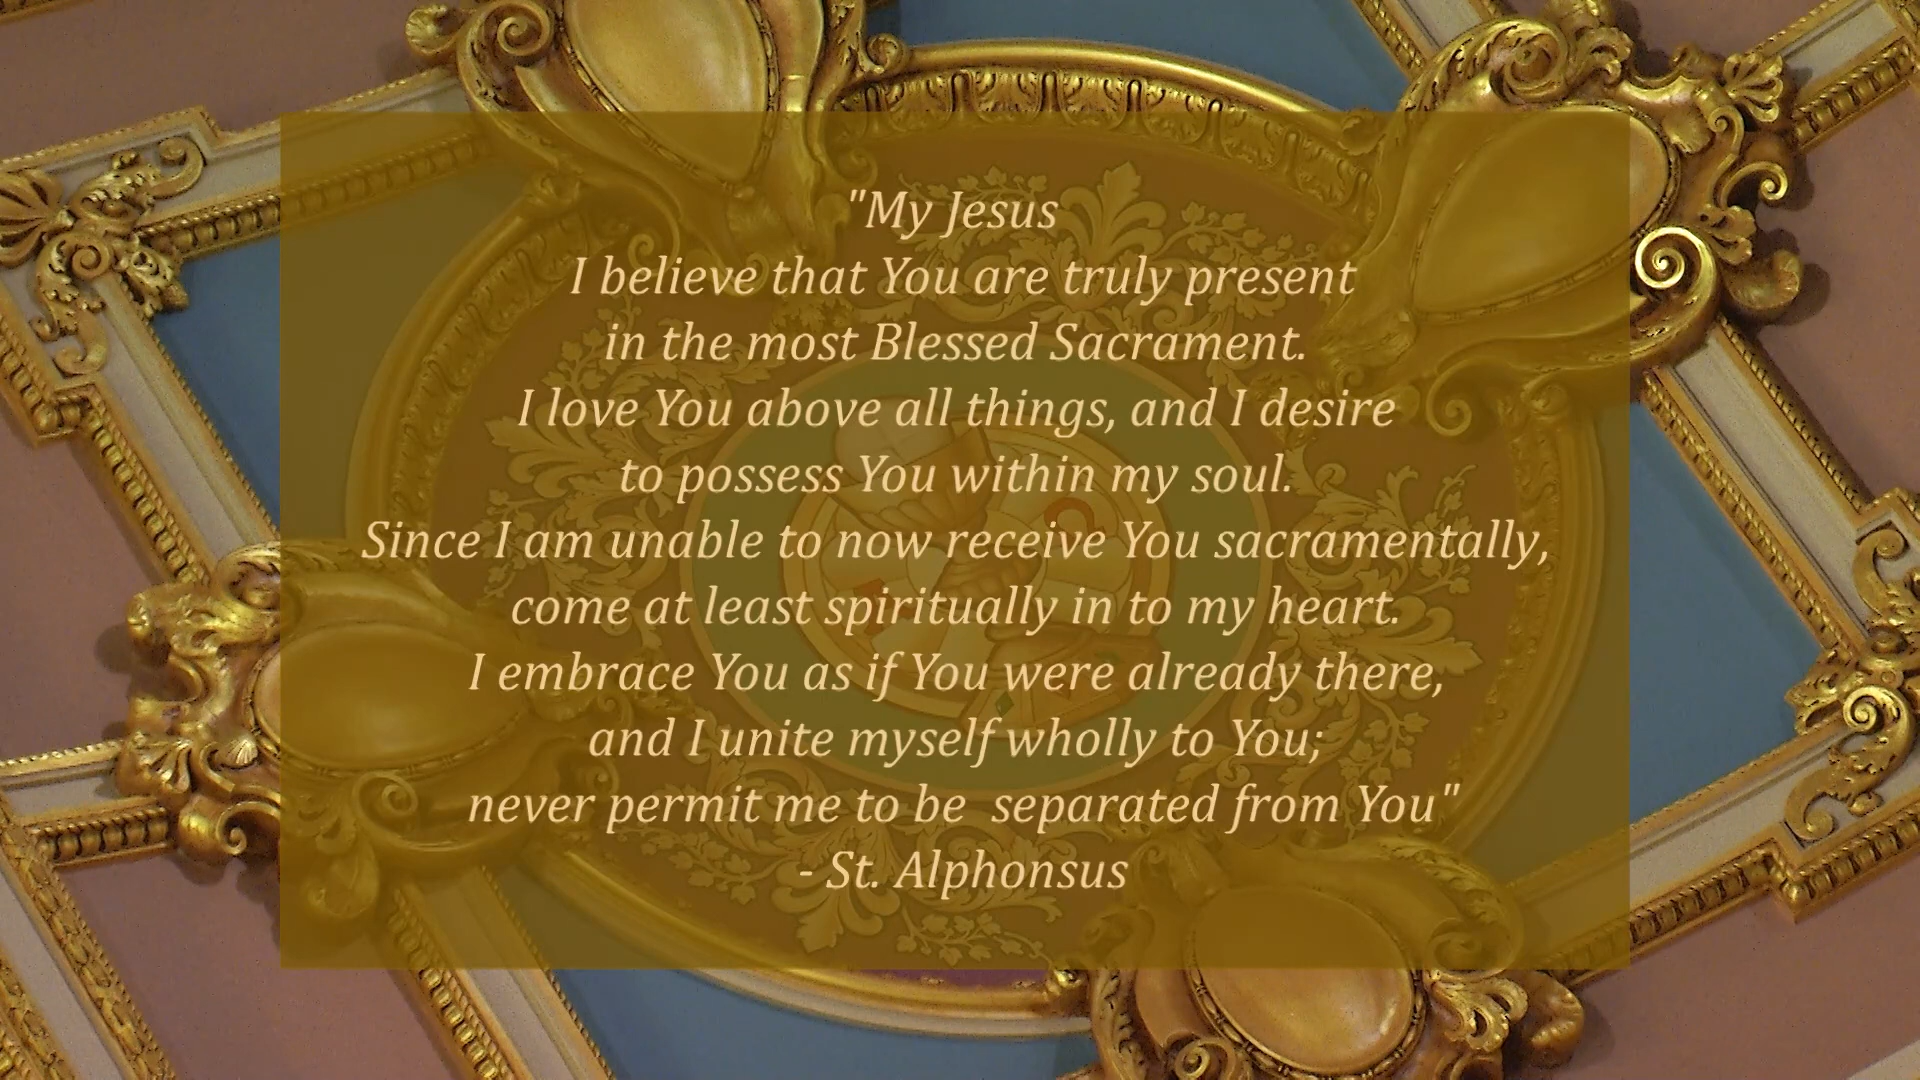 "My Jesus
I believe that You are truly present
in the most Blessed Sacrament.
I love You above all things, and I desire
to possess You within my soul.
Since I am unable to now receive You sacramentally,
come at least spiritually in to my heart.
I embrace You as if You were already there,
and I unite myself wholly to You;
never permit me to be  separated from You"
- St. Alphonsus